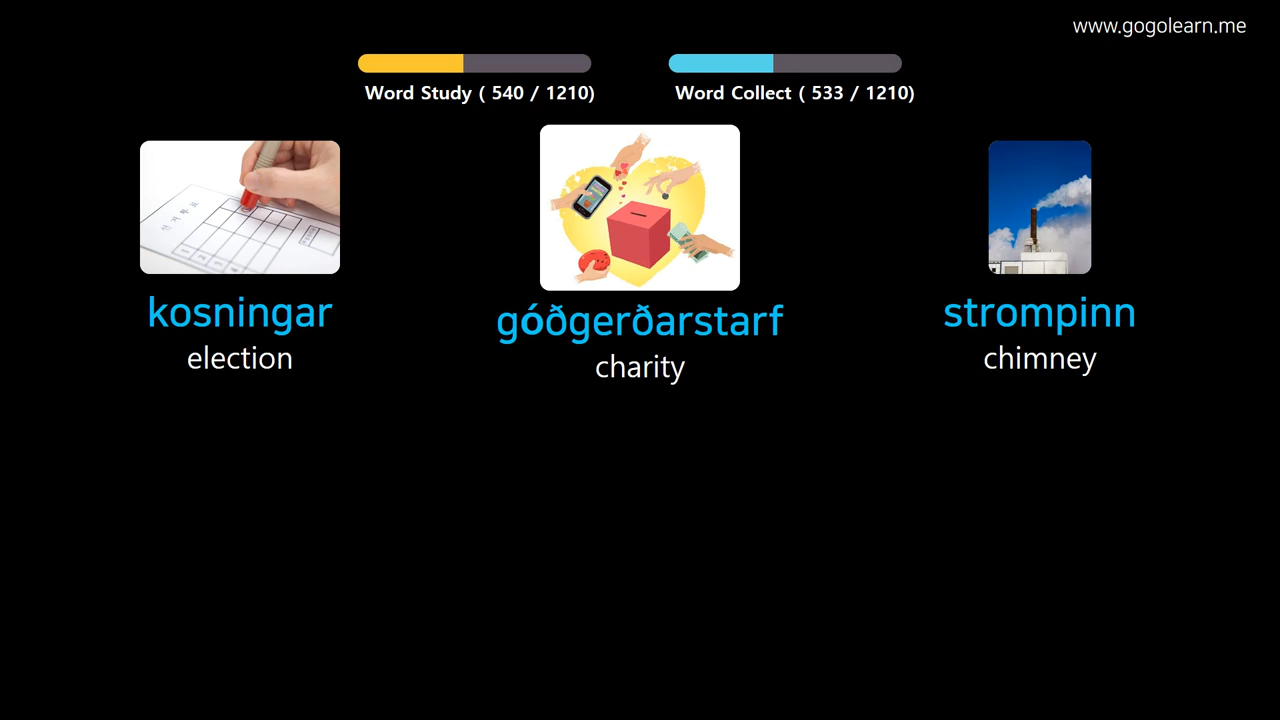 www.gogolearn.me
Word Study ( 540 / 1210)
Word Collect ( 533 / 1210)
kosningar
election
góðgerðarstarf
charity
strompinn
chimney